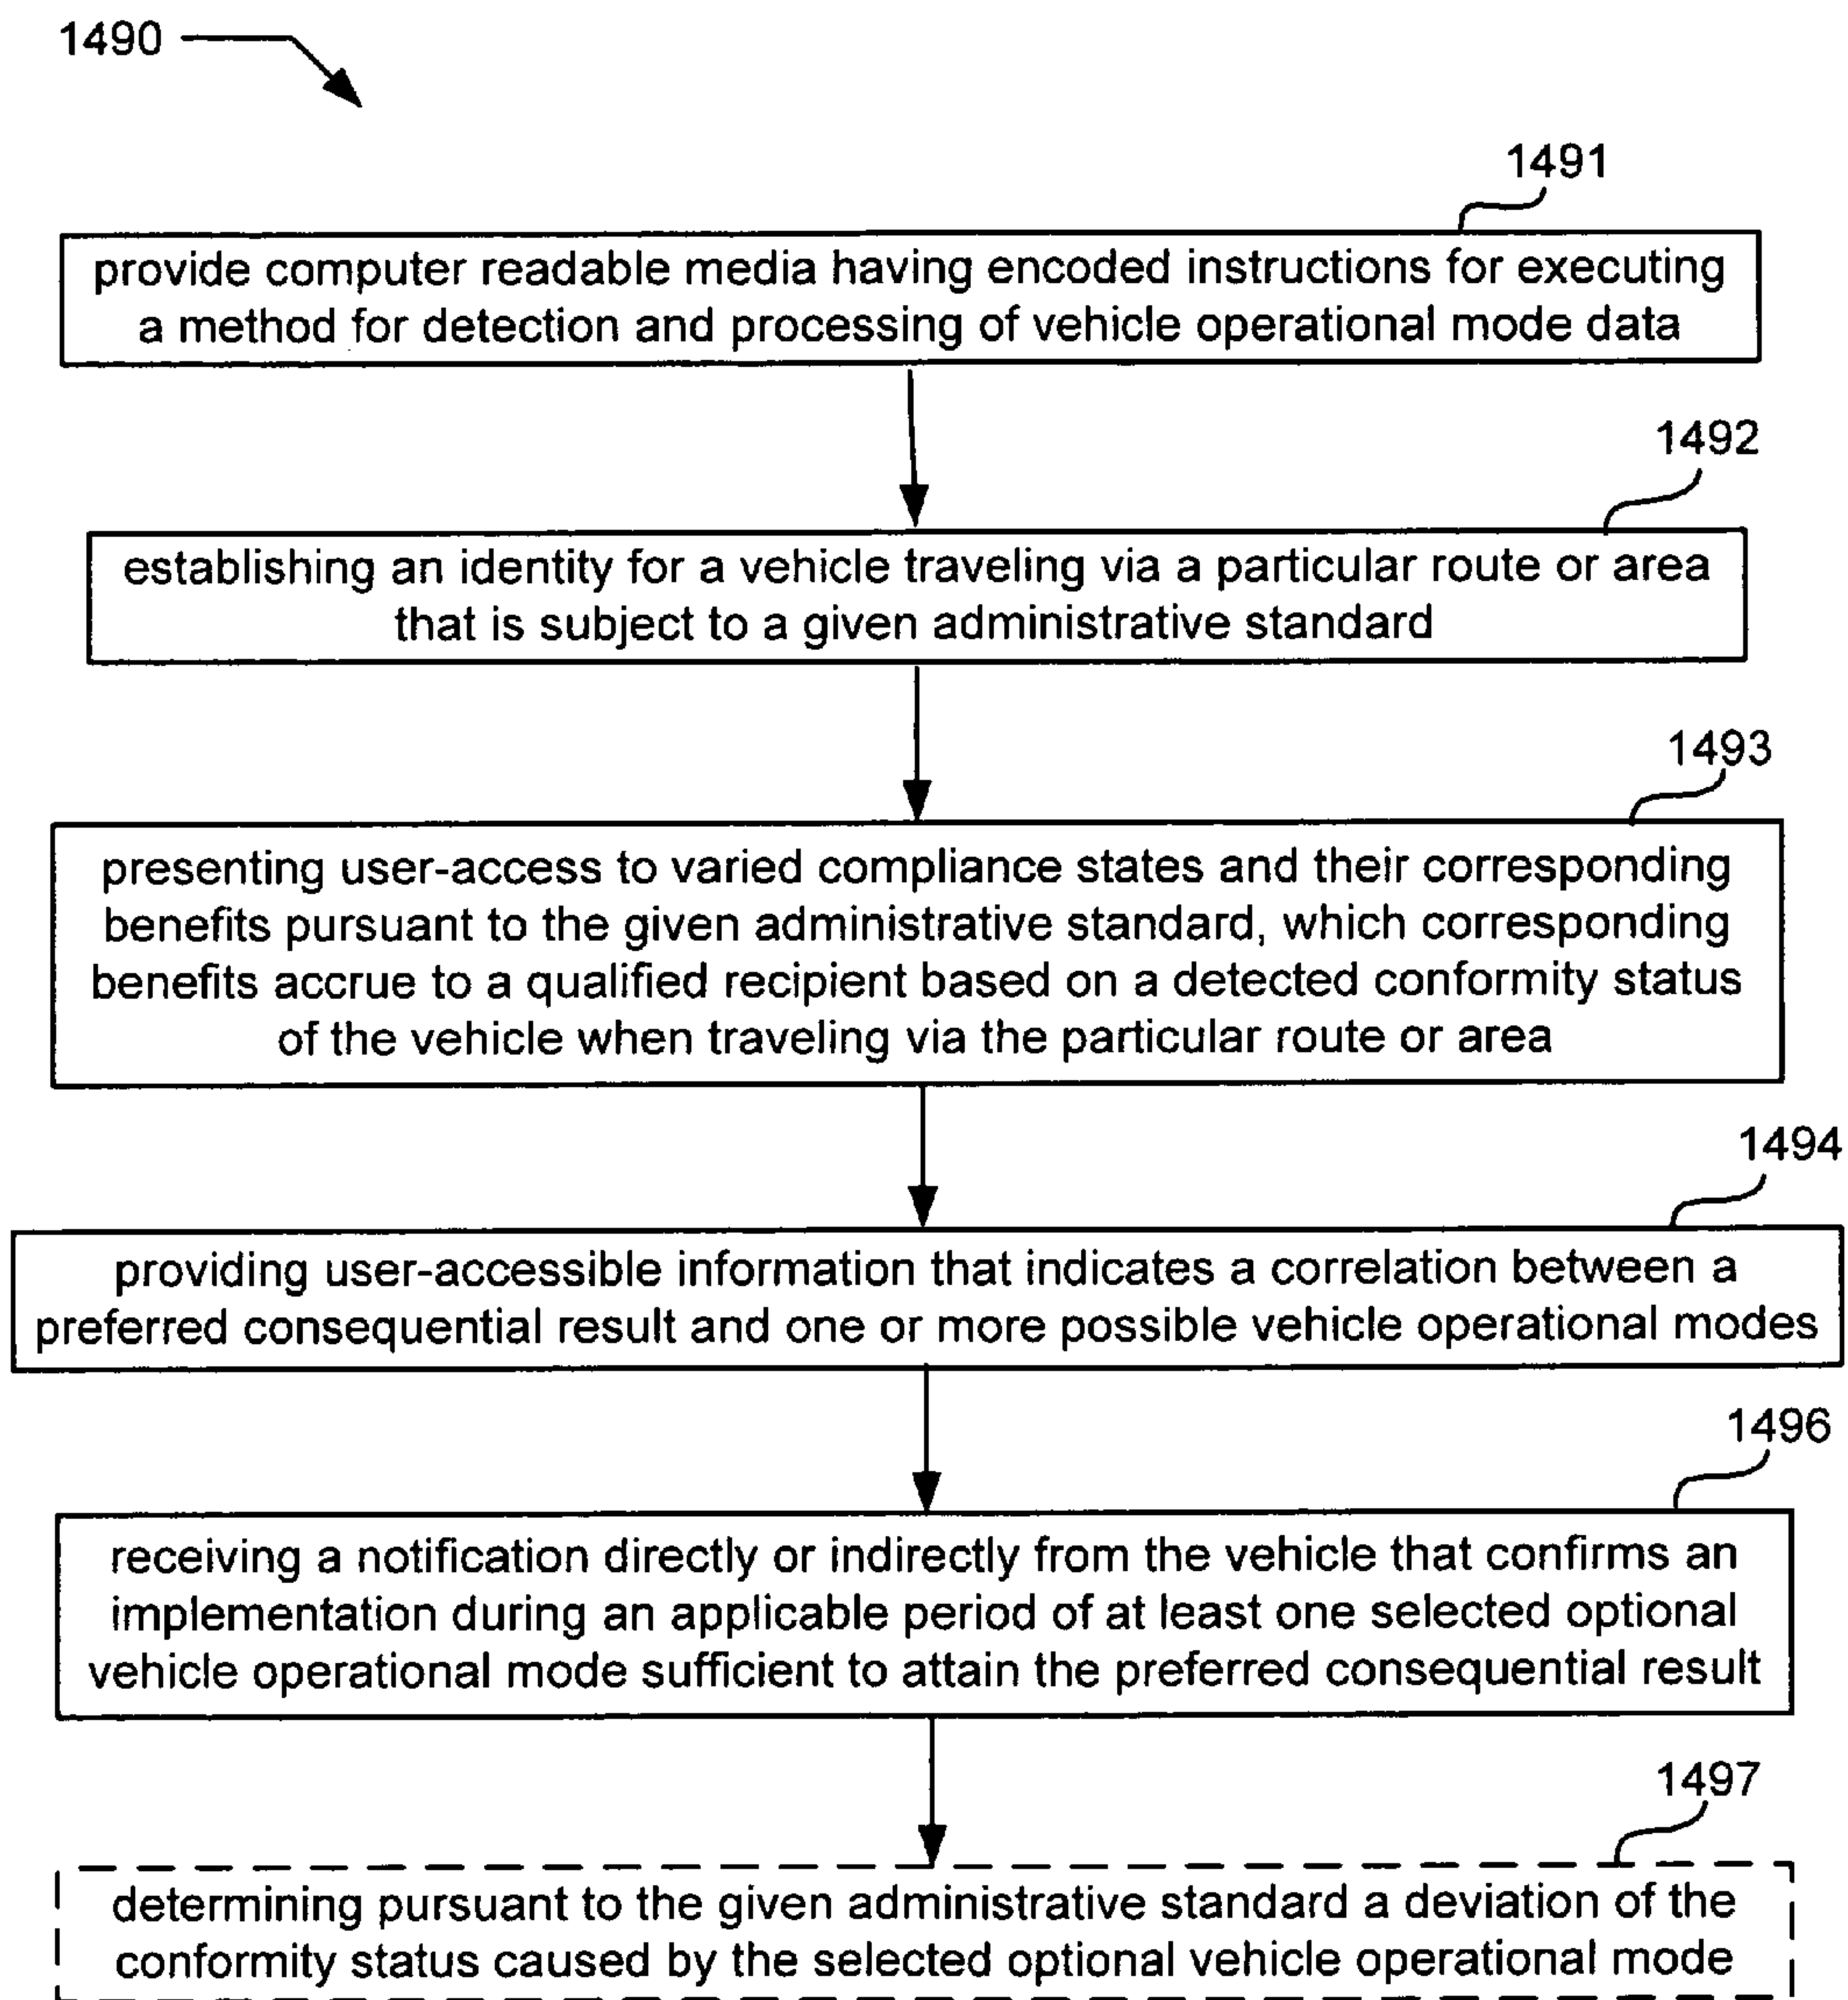 1490
1491
provide computer readable media having encoded instructions for executing
a method for detection and processing of vehicle operational mode data
1492
establishing an identity for a vehicle traveling via a particular route or area
that is subject to a given administrative standard
1493
presenting user-access to varied compliance states and their corresponding
benefits pursuant to the given administrative standard, which corresponding
benefits accrue to a qualified recipient based on a detected conformity status
of the vehicle when traveling via the particular route or area
1494
providing user-accessible information that indicates a correlation between a
preferred consequential result and one or more possible vehicle operational modes
1496
receiving a notification directly or indirectly from the vehicle that confirms an
implementation during an applicable period of at least one selected optional
vehicle operational mode sufficient to attain the preferred consequential result
1497
determining pursuant to the given administrative standard a deviation of the
conformity status caused by the selected optional vehicle operational mode